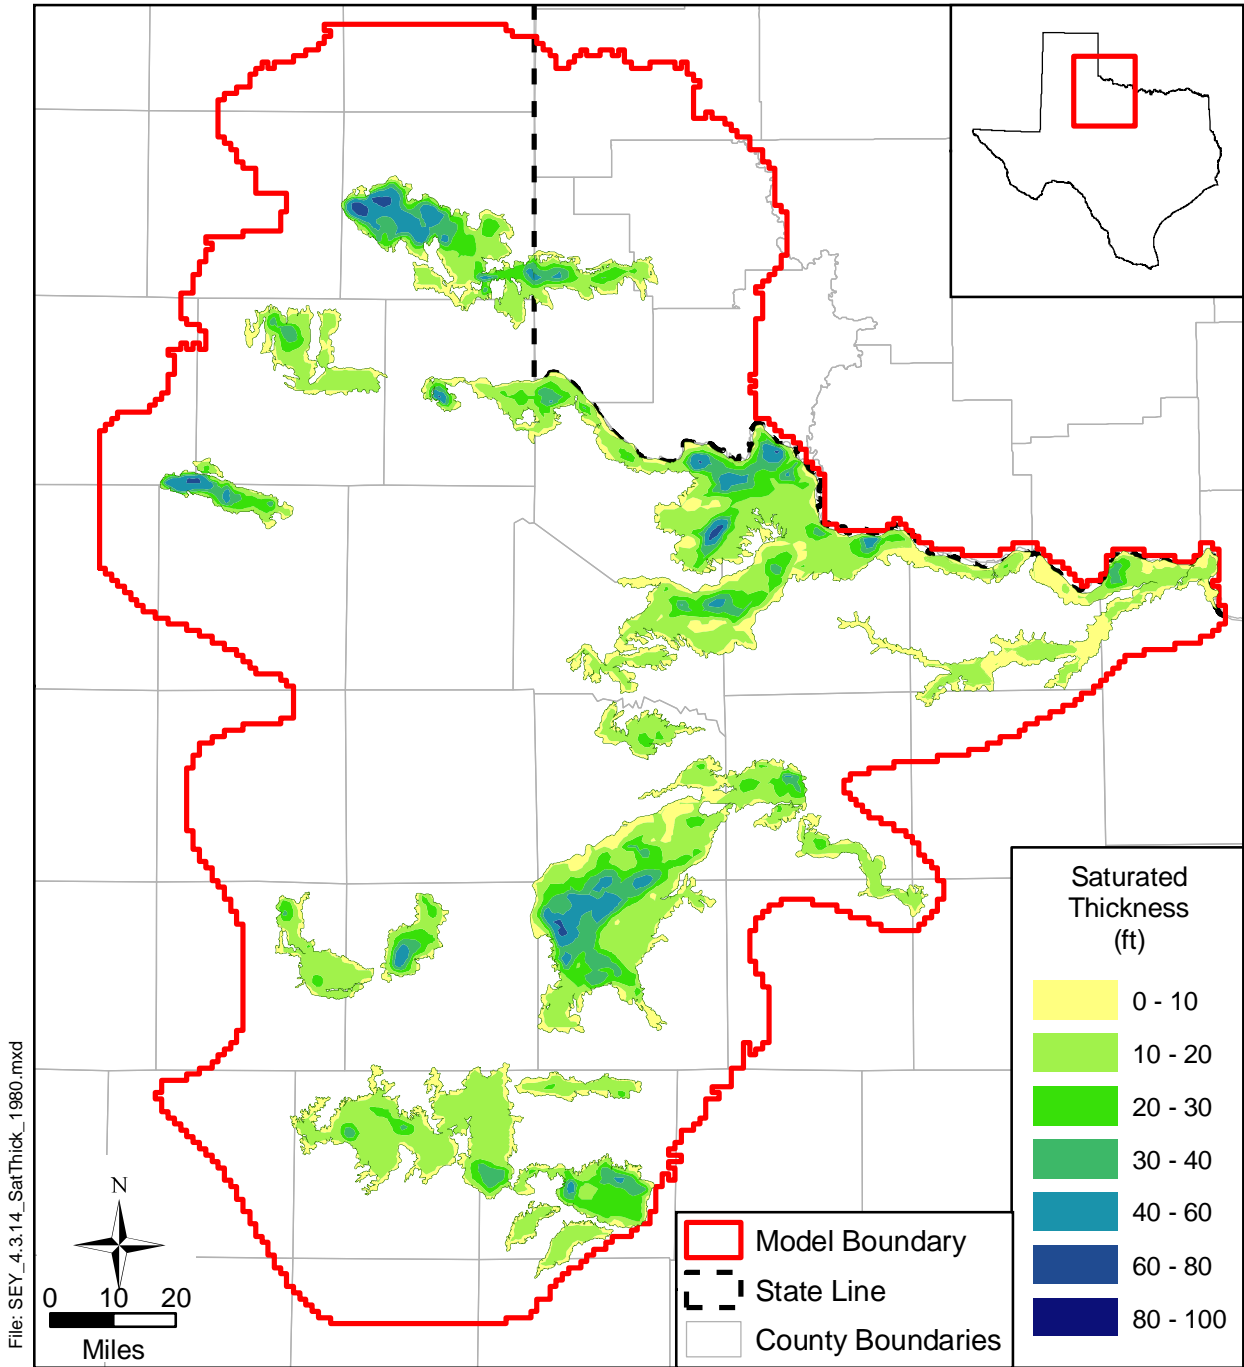 Saturated
Thickness
(ft)
0 - 10
10 - 20
20 - 30
30 - 40
40 - 60
60 - 80
80 - 100
Model Boundary
State Line
County Boundaries
N
0 10 20
Miles
File: SEY_4.3.14_SatThick_1980.mxd